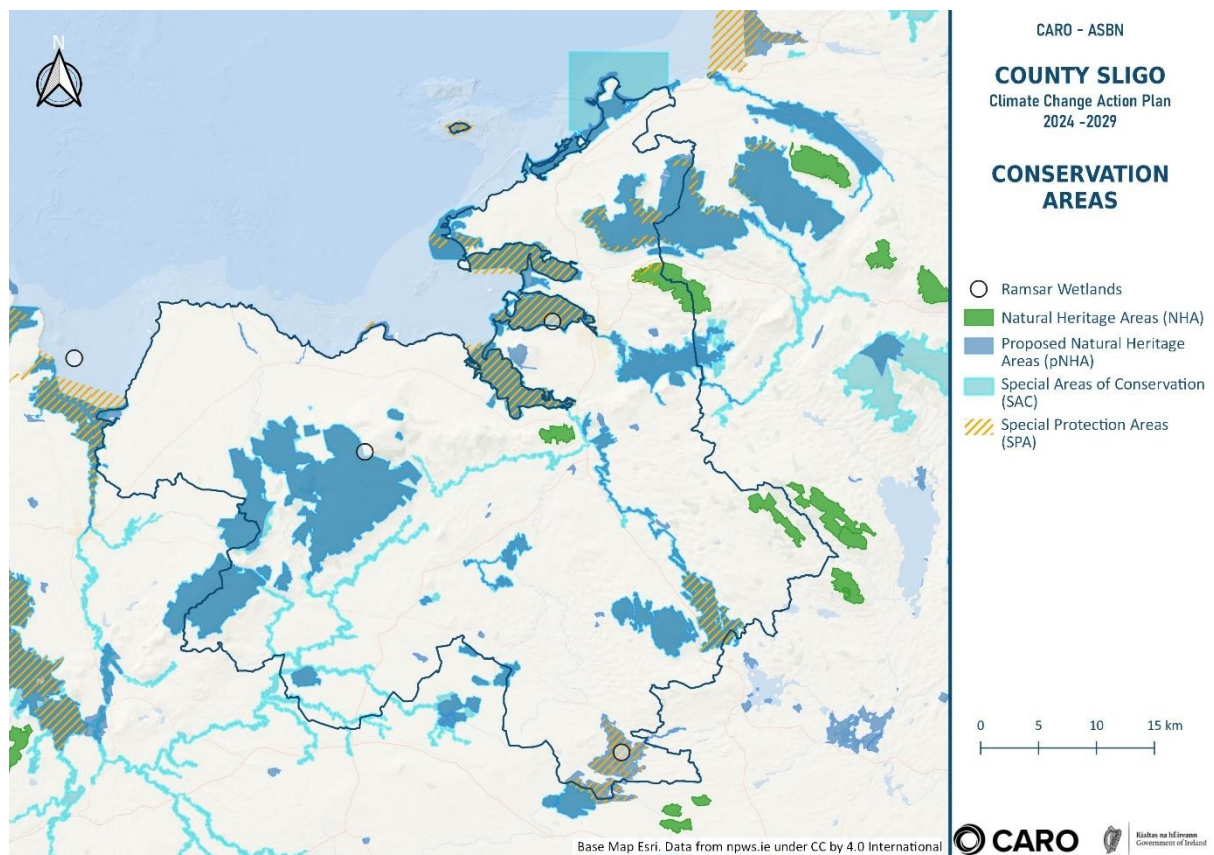 N
CARO - ASBN
COUNTY SLIGO
Climate Change Action Plan
2024 -2029
CONSERVATION
AREAS
Ramsar Wetlands
Natural Heritage Areas (NHA)
Proposed Natural Heritage
Areas (pNHA)
Special Areas of Conservation
(SAC)
Special Protection Areas
(SPA)
0 5 10 15 km
Base Map Esri. Data from npws.ie under CC by 4.0 International
CARO
Rialtas na hÉireann
Government of Ireland